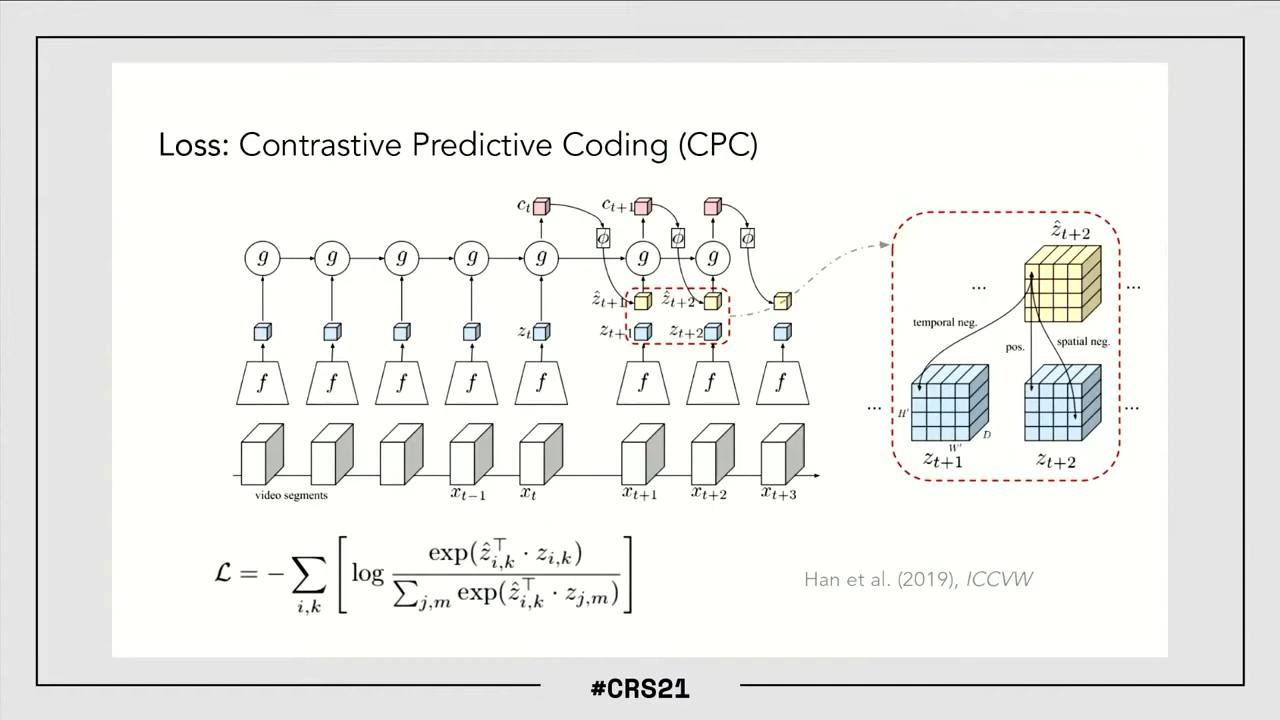 Loss: Contrastive Predictive Coding (CPC)
c_t c_{t+1}
ϕ ϕ ϕ
g g g g g g g
ẑ_{t+1} ẑ_{t+2}
z_t z_{t+1} z_{t+2}
f f f f f f f f
video segments x_{t−1} x_t x_{t+1} x_{t+2} x_{t+3}
ẑ_{t+2}
... ...
temporal neg.
pos. spatial neg.
... ...
H' W' D
z_{t+1} z_{t+2}
ℒ = − ∑_{i,k} [ log exp(ẑ_{i,k}^⊤ · z_{i,k}) / ∑_{j,m} exp(ẑ_{i,k}^⊤ · z_{j,m}) ]
Han et al. (2019), ICCVW
#CRS21